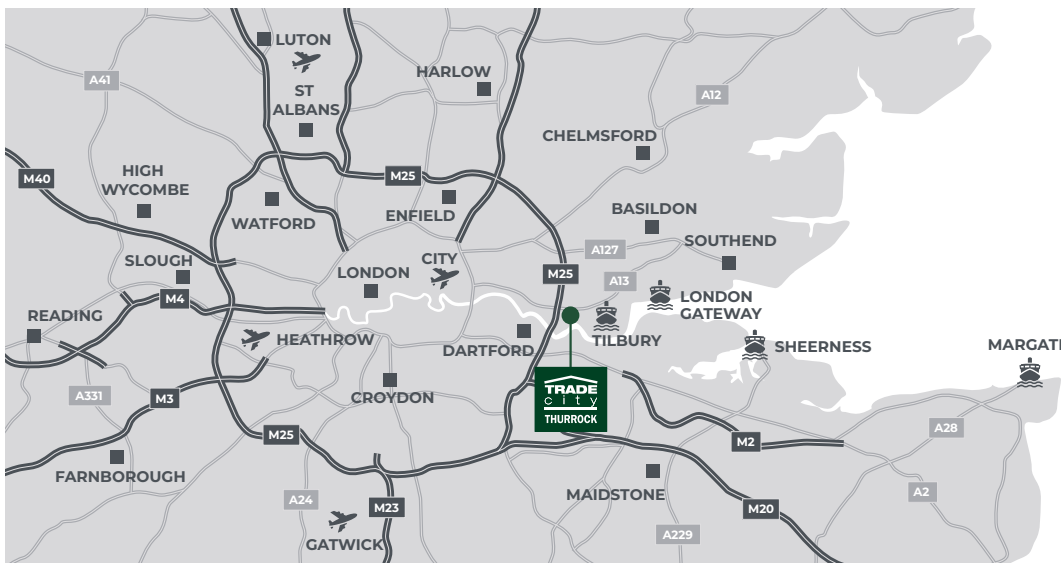 LUTON
HARLOW
A41
ST
ALBANS
A12
CHELMSFORD
HIGH
WYCOMBE
M40
M25
WATFORD
ENFIELD
BASILDON
SOUTHEND
A127
SLOUGH
LONDON
CITY
M25
A13
M4
LONDON
GATEWAY
READING
HEATHROW
DARTFORD
TILBURY
SHEERNESS
MARGAT
A331
M3
CROYDON
TRADE
city
THURROCK
M25
M2
A28
FARNBOROUGH
MAIDSTONE
A24
M23
A2
M20
GATWICK
A229